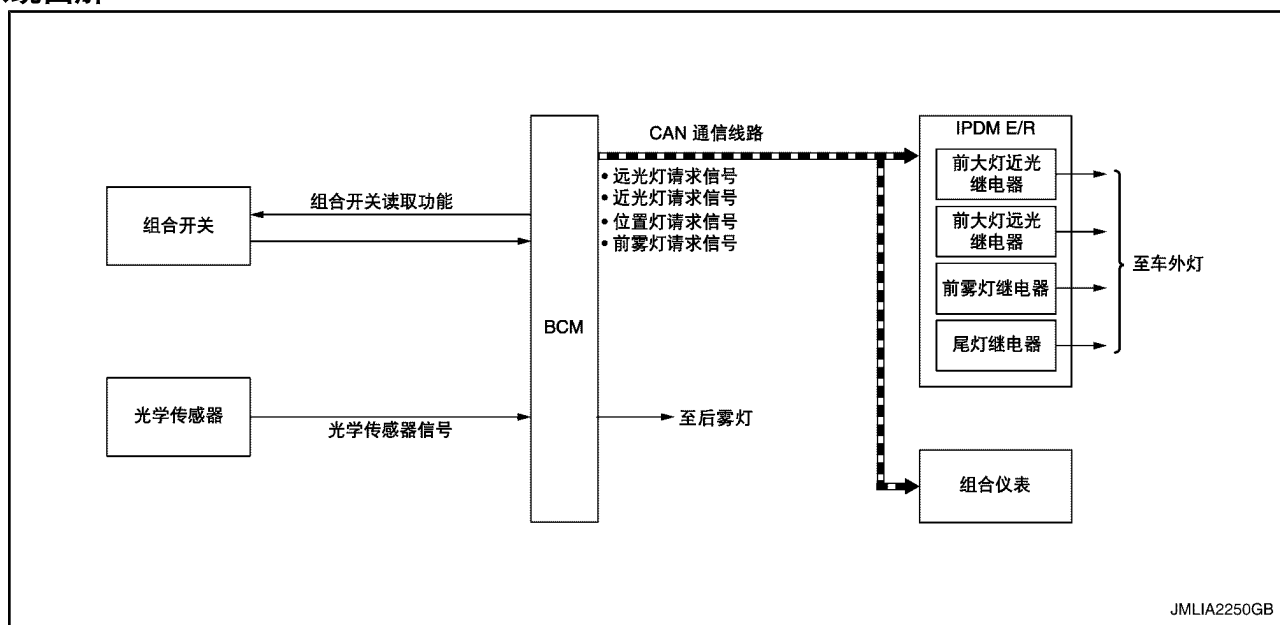 CAN 通信线路
IPDM E/R
前大灯近光
继电器
• 远光灯请求信号
• 近光灯请求信号
• 位置灯请求信号
• 前雾灯请求信号
组合开关读取功能
组合开关
前大灯远光
继电器
至车外灯
前雾灯继电器
BCM
尾灯继电器
光学传感器
光学传感器信号
至后雾灯
组合仪表
JMLIA2250GB